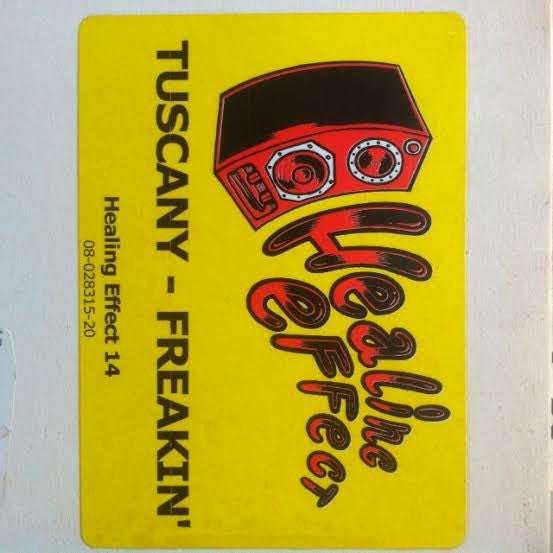 Healing
Effect
TUSCANY - FREAKIN'
Healing Effect 14
08-028315-20